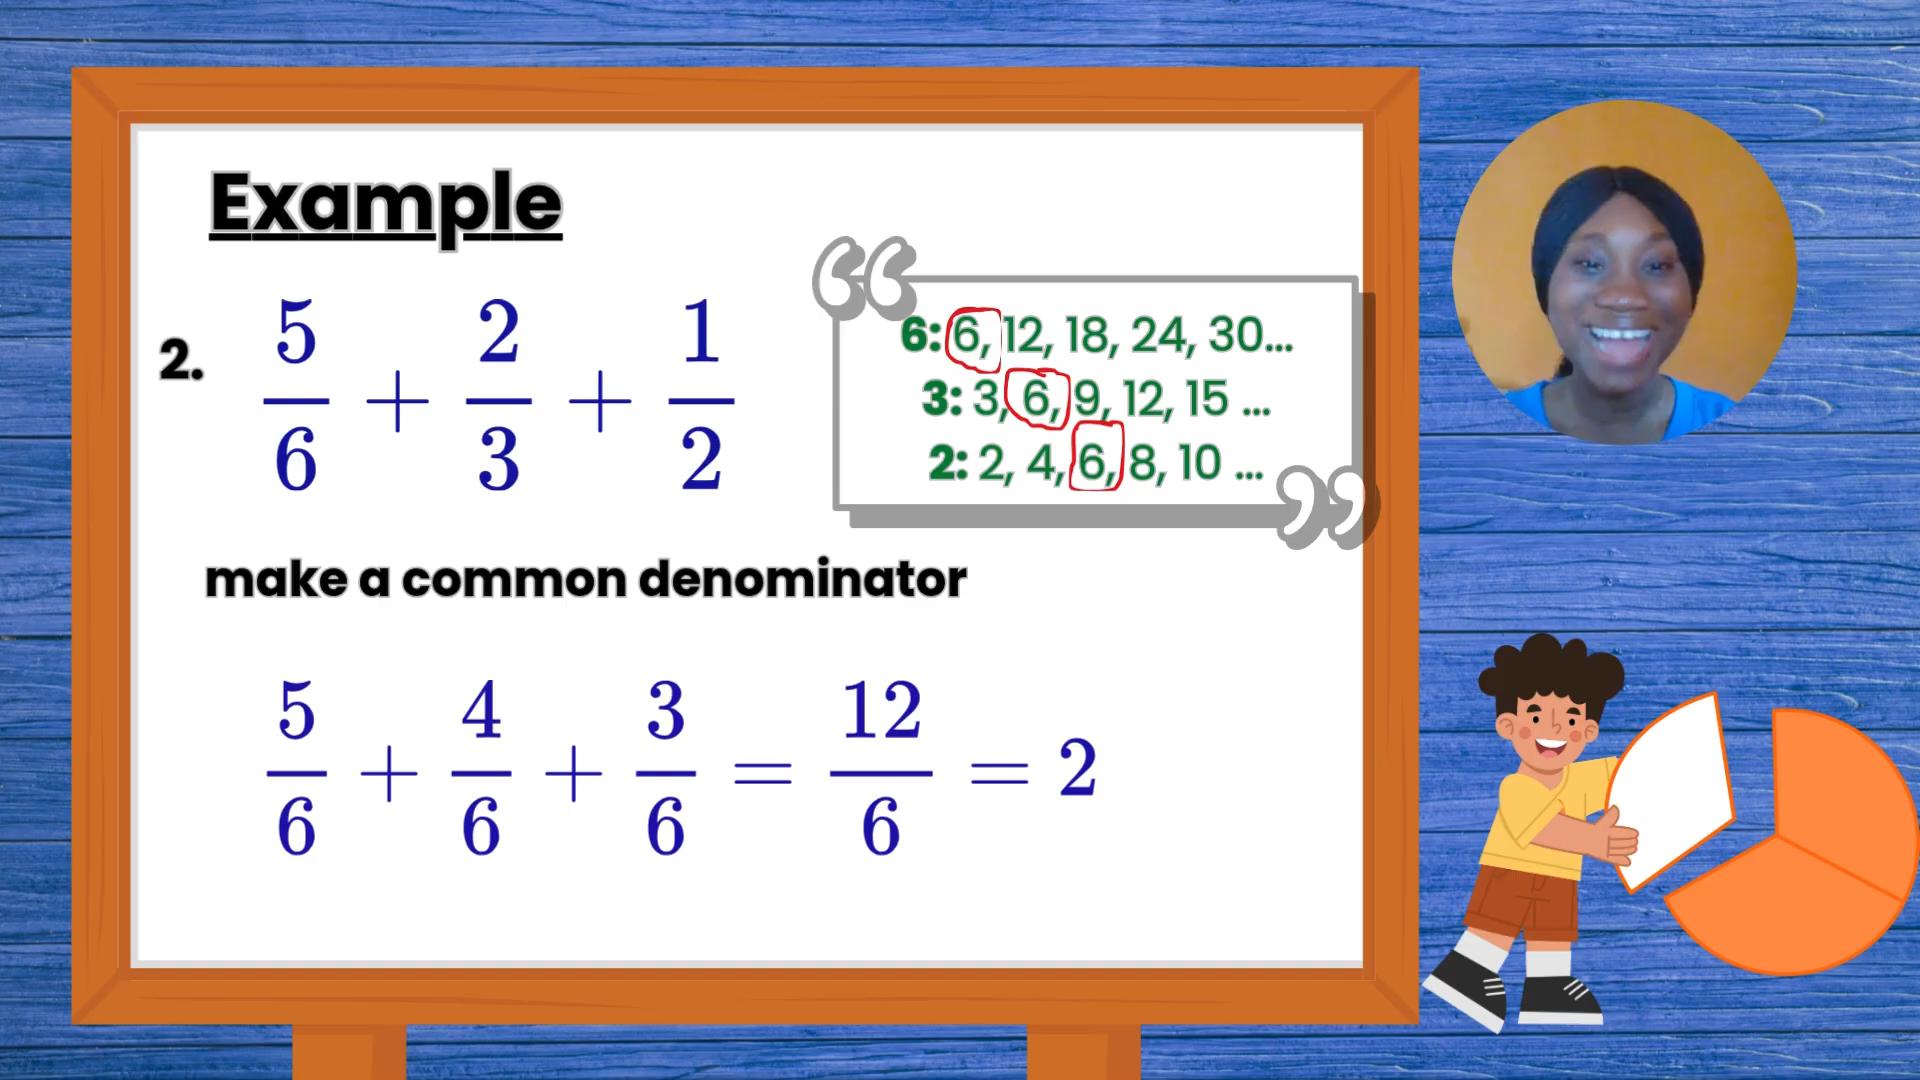 Example
2. 5/6 + 2/3 + 1/2
“
6: 6, 12, 18, 24, 30...
3: 3, 6, 9, 12, 15 ...
2: 2, 4, 6, 8, 10 ...
”
make a common denominator
5/6 + 4/6 + 3/6 = 12/6 = 2